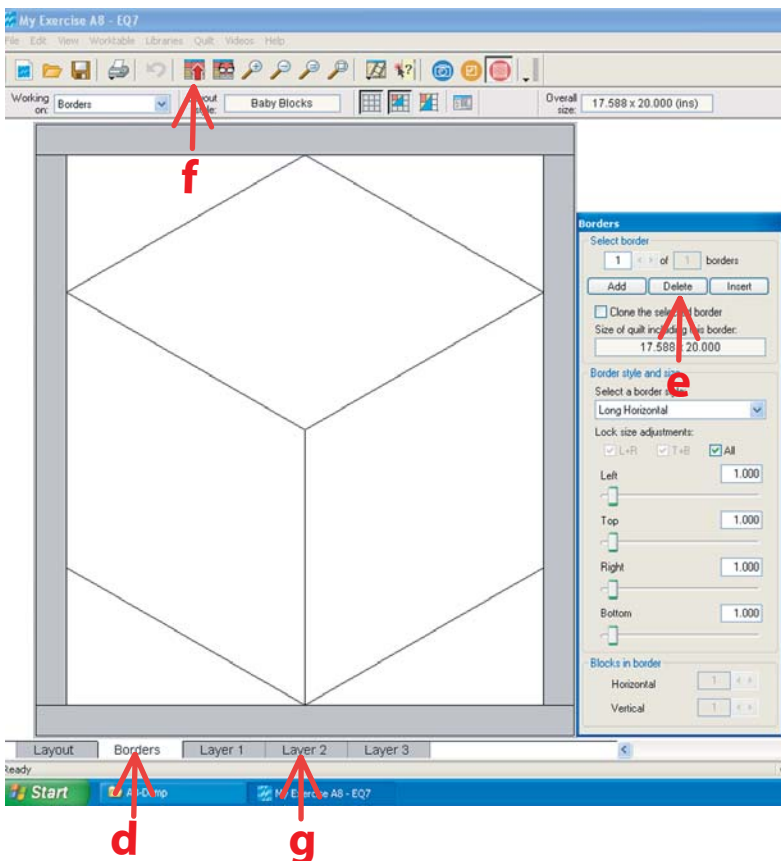 My Exercise A8 - EQ7
File Edit View Worktable Libraries Quilt Videos Help
Working on: Borders
style: Baby Blocks
Overall size: 17.588 x 20.000 (ins)
f
Borders
Select border
1 of 1 borders
Add Delete Insert
Clone the selected border
Size of quilt including this border:
17.588 x 20.000
e
Border style and size
Select a border style:
Long Horizontal
Lock size adjustments:
L+R T+B All
Left 1.000
Top 1.000
Right 1.000
Bottom 1.000
Blocks in border
Horizontal 1
Vertical 1
Layout Borders Layer 1 Layer 2 Layer 3
Ready
Start My Exercise A8 - EQ7
d g